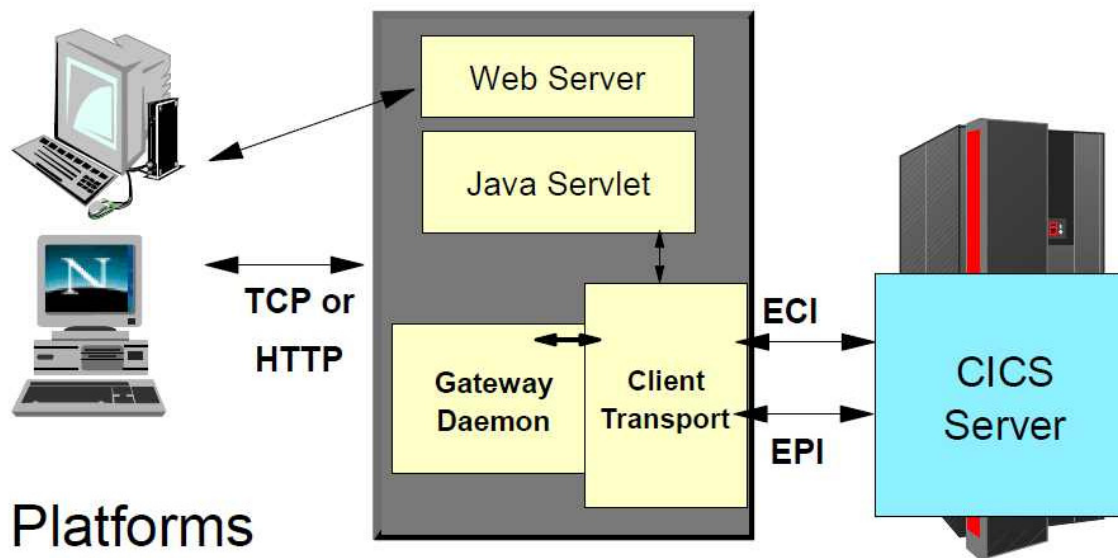 Web Server
Java Servlet
N
TCP or
HTTP
Gateway
Daemon
Client
Transport
ECI
EPI
CICS
Server
Platforms